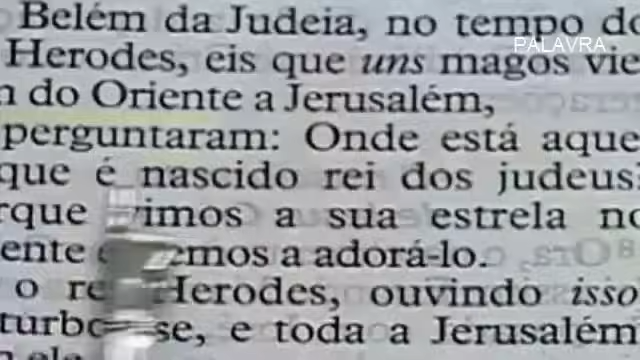 Belém da Judeia, no tempo do
PALAVRA
Herodes, eis que uns magos vie
m do Oriente a Jerusalém,
perguntaram: Onde está aque
que é nascido rei dos judeus?
rque vimos a sua estrela no
ente e emos a adorá-lo.
o re Herodes, ouvindo isso
turbo se, e toda a Jerusalém